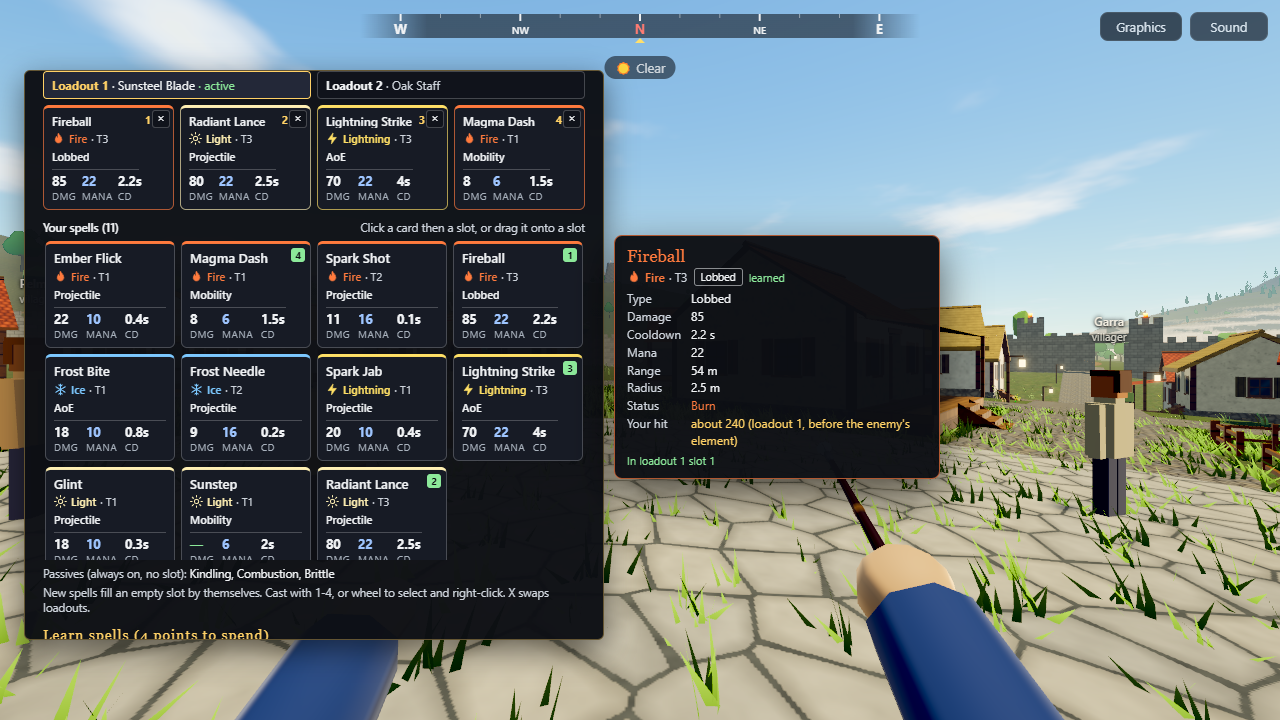 W NW N NE E
Graphics Sound
Clear
Loadout 1 · Sunsteel Blade · active
Loadout 2 · Oak Staff
Fireball 1 ×
Fire · T3
Lobbed
85 22 2.2s
DMG MANA CD
Radiant Lance 2 ×
Light · T3
Projectile
80 22 2.5s
DMG MANA CD
Lightning Strike 3 ×
Lightning · T3
AoE
70 22 4s
DMG MANA CD
Magma Dash 4 ×
Fire · T1
Mobility
8 6 1.5s
DMG MANA CD
Your spells (11)
Click a card then a slot, or drag it onto a slot
Ember Flick
Fire · T1
Projectile
22 10 0.4s
DMG MANA CD
Magma Dash 4
Fire · T1
Mobility
8 6 1.5s
DMG MANA CD
Spark Shot
Fire · T2
Projectile
11 16 0.1s
DMG MANA CD
Fireball 1
Fire · T3
Lobbed
85 22 2.2s
DMG MANA CD
Frost Bite
Ice · T1
AoE
18 10 0.8s
DMG MANA CD
Frost Needle
Ice · T2
Projectile
9 16 0.2s
DMG MANA CD
Spark Jab
Lightning · T1
Projectile
20 10 0.4s
DMG MANA CD
Lightning Strike 3
Lightning · T3
AoE
70 22 4s
DMG MANA CD
Glint
Light · T1
Projectile
18 10 0.3s
DMG MANA CD
Sunstep
Light · T1
Mobility
— 6 2s
DMG MANA CD
Radiant Lance 2
Light · T3
Projectile
80 22 2.5s
DMG MANA CD
Passives (always on, no slot): Kindling, Combustion, Brittle
New spells fill an empty slot by themselves. Cast with 1-4, or wheel to select and right-click. X swaps
loadouts.
Learn spells (4 points to spend)
Fireball
Fire · T3 Lobbed learned
Type Lobbed
Damage 85
Cooldown 2.2 s
Mana 22
Range 54 m
Radius 2.5 m
Status Burn
Your hit about 240 (loadout 1, before the enemy's
element)
In loadout 1 slot 1
Garra
villager